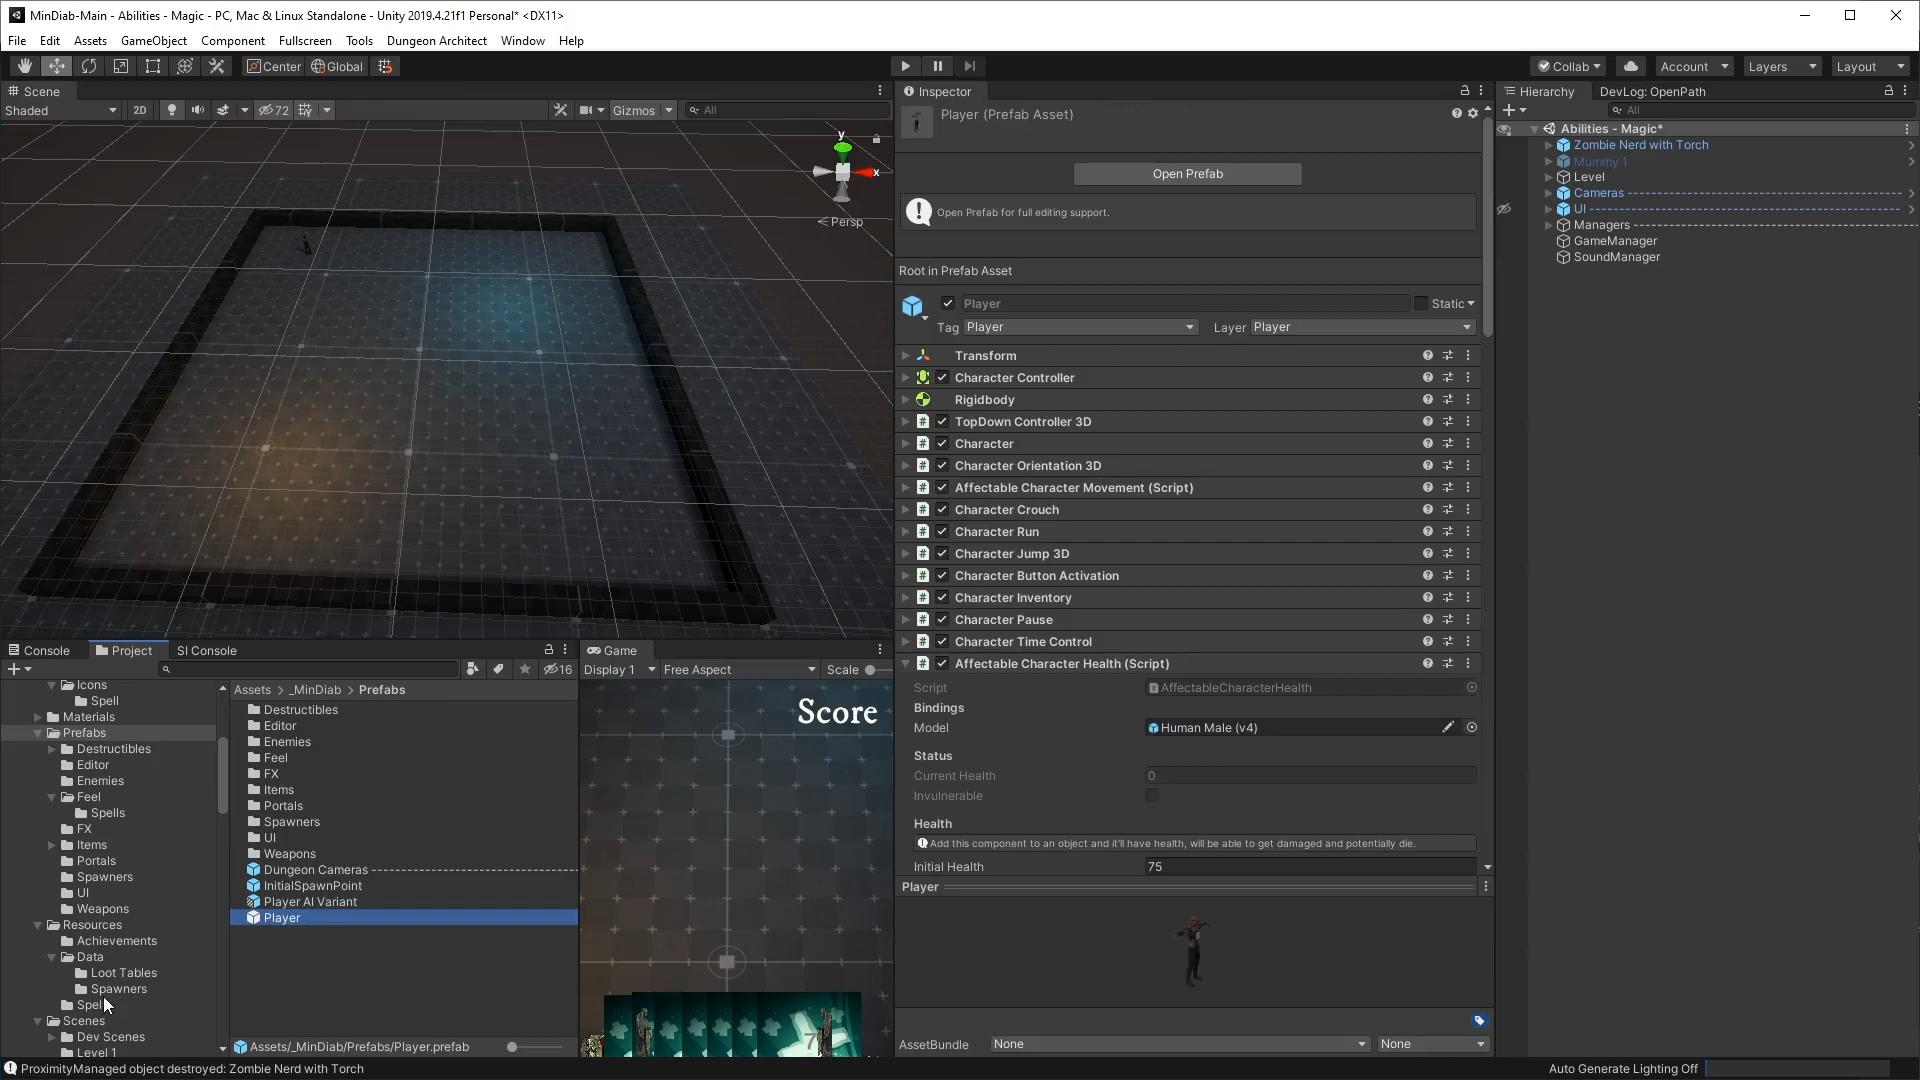 MinDiab-Main - Abilities - Magic - PC, Mac & Linux Standalone - Unity 2019.4.21f1 Personal* <DX11>
File Edit Assets GameObject Component Fullscreen Tools Dungeon Architect Window Help
Center Global Collab Account Layers Layout
Scene
Shaded 2D 72 Gizmos All
y
x
Persp
Inspector
Player (Prefab Asset)
Open Prefab
Open Prefab for full editing support.
Root in Prefab Asset
Player Static
Tag Player Layer Player
Transform
Character Controller
Rigidbody
TopDown Controller 3D
Character
Character Orientation 3D
Affectable Character Movement (Script)
Character Crouch
Character Run
Character Jump 3D
Character Button Activation
Character Inventory
Character Pause
Character Time Control
Affectable Character Health (Script)
Script AffectableCharacterHealth
Bindings
Model Human Male (v4)
Status
Current Health 0
Invulnerable
Health
Add this component to an object and it'll have health, will be able to get damaged and potentially die.
Initial Health 75
Player
AssetBundle None None
Hierarchy DevLog: OpenPath
All
Abilities - Magic*
Zombie Nerd with Torch
Mummy 1
Level
Cameras
UI
Managers
GameManager
SoundManager
Console Project SI Console
16
Icons
Spell
Materials
Prefabs
Destructibles
Editor
Enemies
Feel
Spells
FX
Items
Portals
Spawners
UI
Weapons
Resources
Achievements
Data
Loot Tables
Spawners
Scenes
Dev Scenes
Level 1
Assets > _MinDiab > Prefabs
Destructibles
Editor
Enemies
Feel
FX
Items
Portals
Spawners
UI
Weapons
Dungeon Cameras
InitialSpawnPoint
Player AI Variant
Player
Assets/_MinDiab/Prefabs/Player.prefab
Game
Display 1 Free Aspect Scale
Score
ProximityManaged object destroyed: Zombie Nerd with Torch
Auto Generate Lighting Off